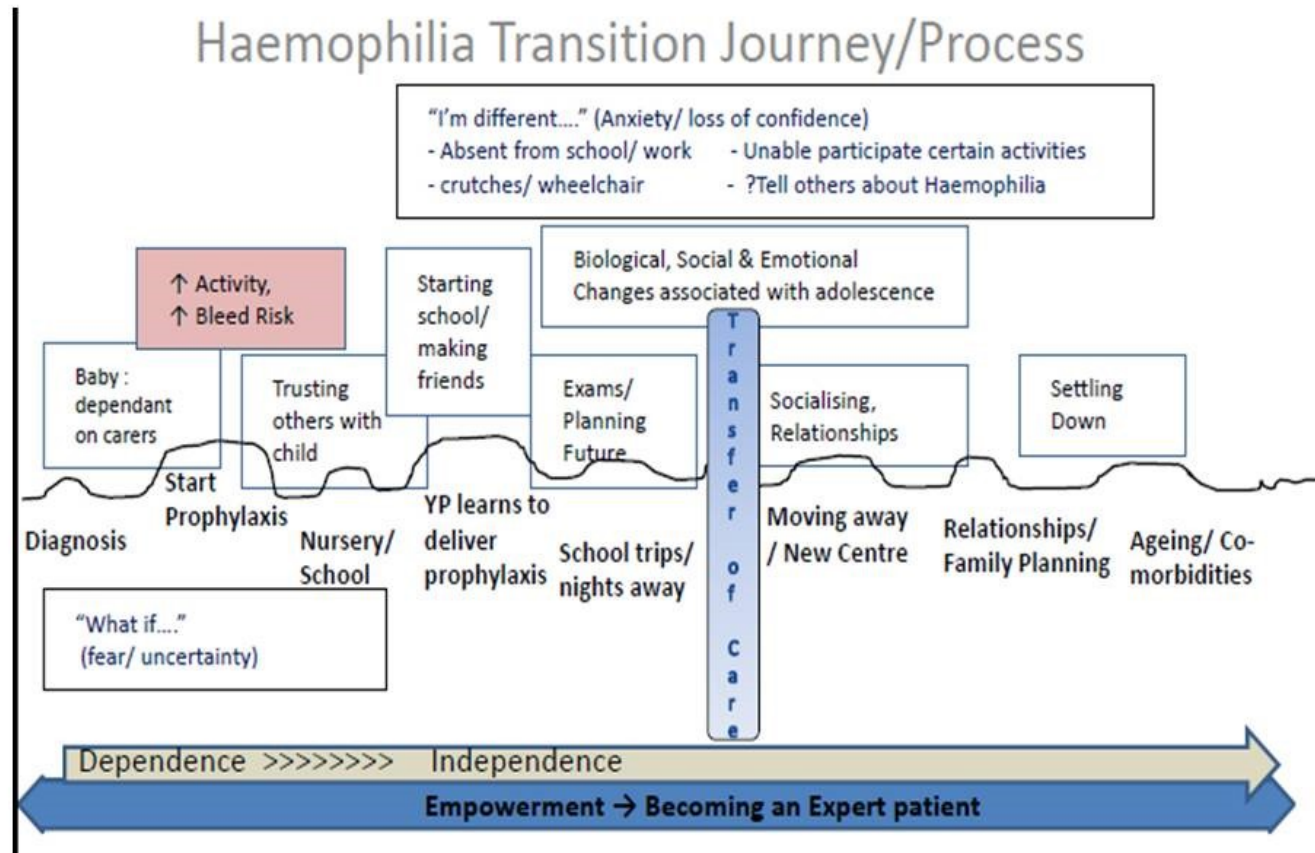 Haemophilia Transition Journey/Process
"I'm different...." (Anxiety/ loss of confidence)
- Absent from school/ work - Unable participate certain activities
- crutches/ wheelchair - ?Tell others about Haemophilia
↑ Activity,
↑ Bleed Risk
Starting
school/
making
friends
Biological, Social & Emotional
Changes associated with adolescence
Baby :
dependant
on carers
Trusting
others with
child
Exams/
Planning
Future
Transfer of Care
Socialising,
Relationships
Settling
Down
Diagnosis
Start
Prophylaxis
Nursery/
School
YP learns to
deliver
prophylaxis
School trips/
nights away
Moving away
/ New Centre
Relationships/
Family Planning
Ageing/ Co-
morbidities
"What if...."
(fear/ uncertainty)
Dependence >>>>>>>> Independence
Empowerment → Becoming an Expert patient